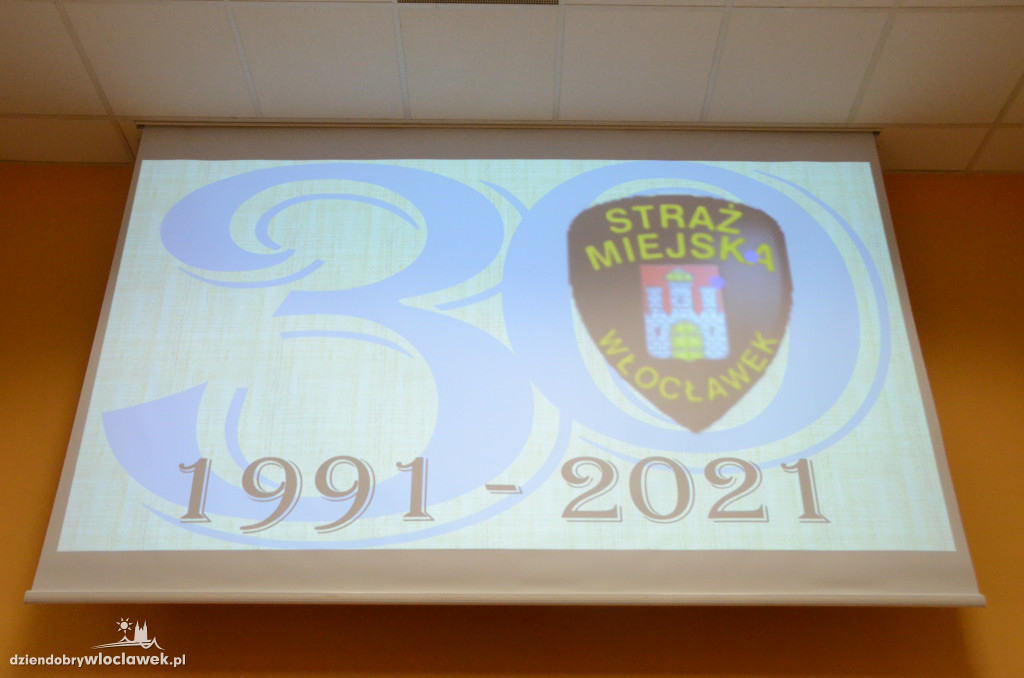 30
STRAŻ
MIEJSKA
WŁOCŁAWEK
1991 - 2021
dziendobrywloclawek.pl